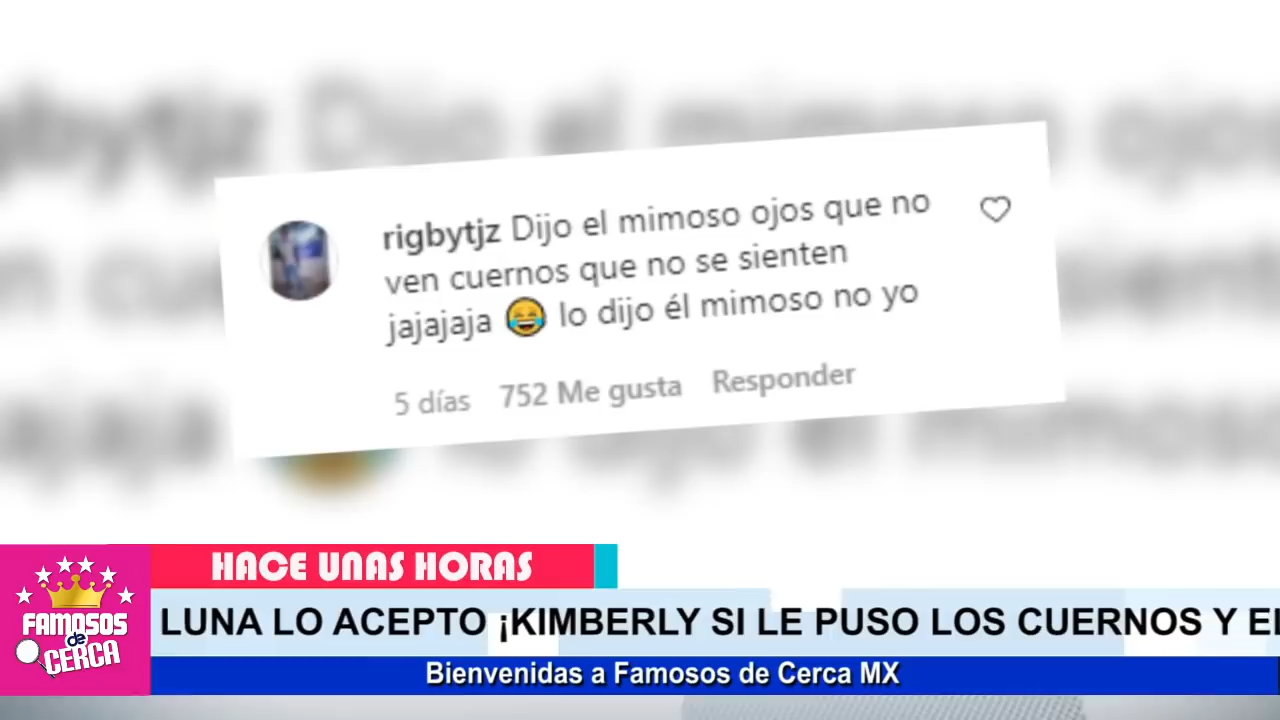 rigbytjz Dijo el mimoso ojos que no
ven cuernos que no se sienten
jajajaja 😂 lo dijo él mimoso no yo
5 días 752 Me gusta Responder
HACE UNAS HORAS
LUNA LO ACEPTO ¡KIMBERLY SI LE PUSO LOS CUERNOS Y
Bienvenidas a Famosos de Cerca MX
FAMOSOS
de
CERCA